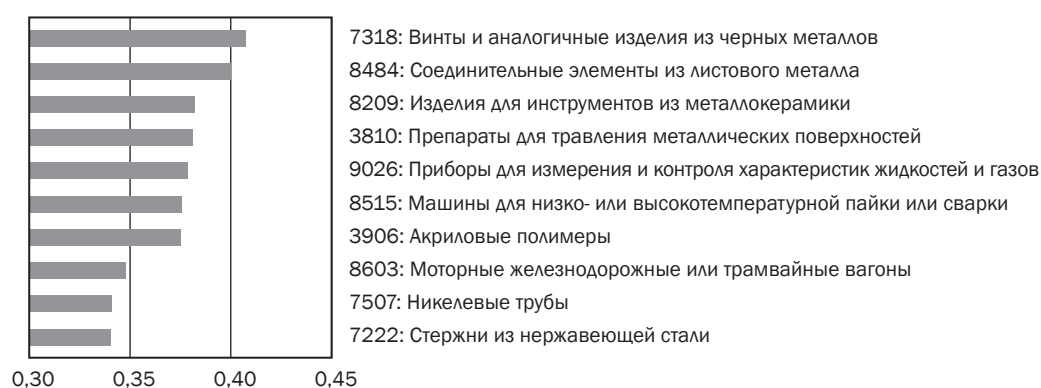 7318: Винты и аналогичные изделия из черных металлов
8484: Соединительные элементы из листового металла
8209: Изделия для инструментов из металлокерамики
3810: Препараты для травления металлических поверхностей
9026: Приборы для измерения и контроля характеристик жидкостей и газов
8515: Машины для низко- или высокотемпературной пайки или сварки
3906: Акриловые полимеры
8603: Моторные железнодорожные или трамвайные вагоны
7507: Никелевые трубы
7222: Стержни из нержавеющей стали
0,30 0,35 0,40 0,45